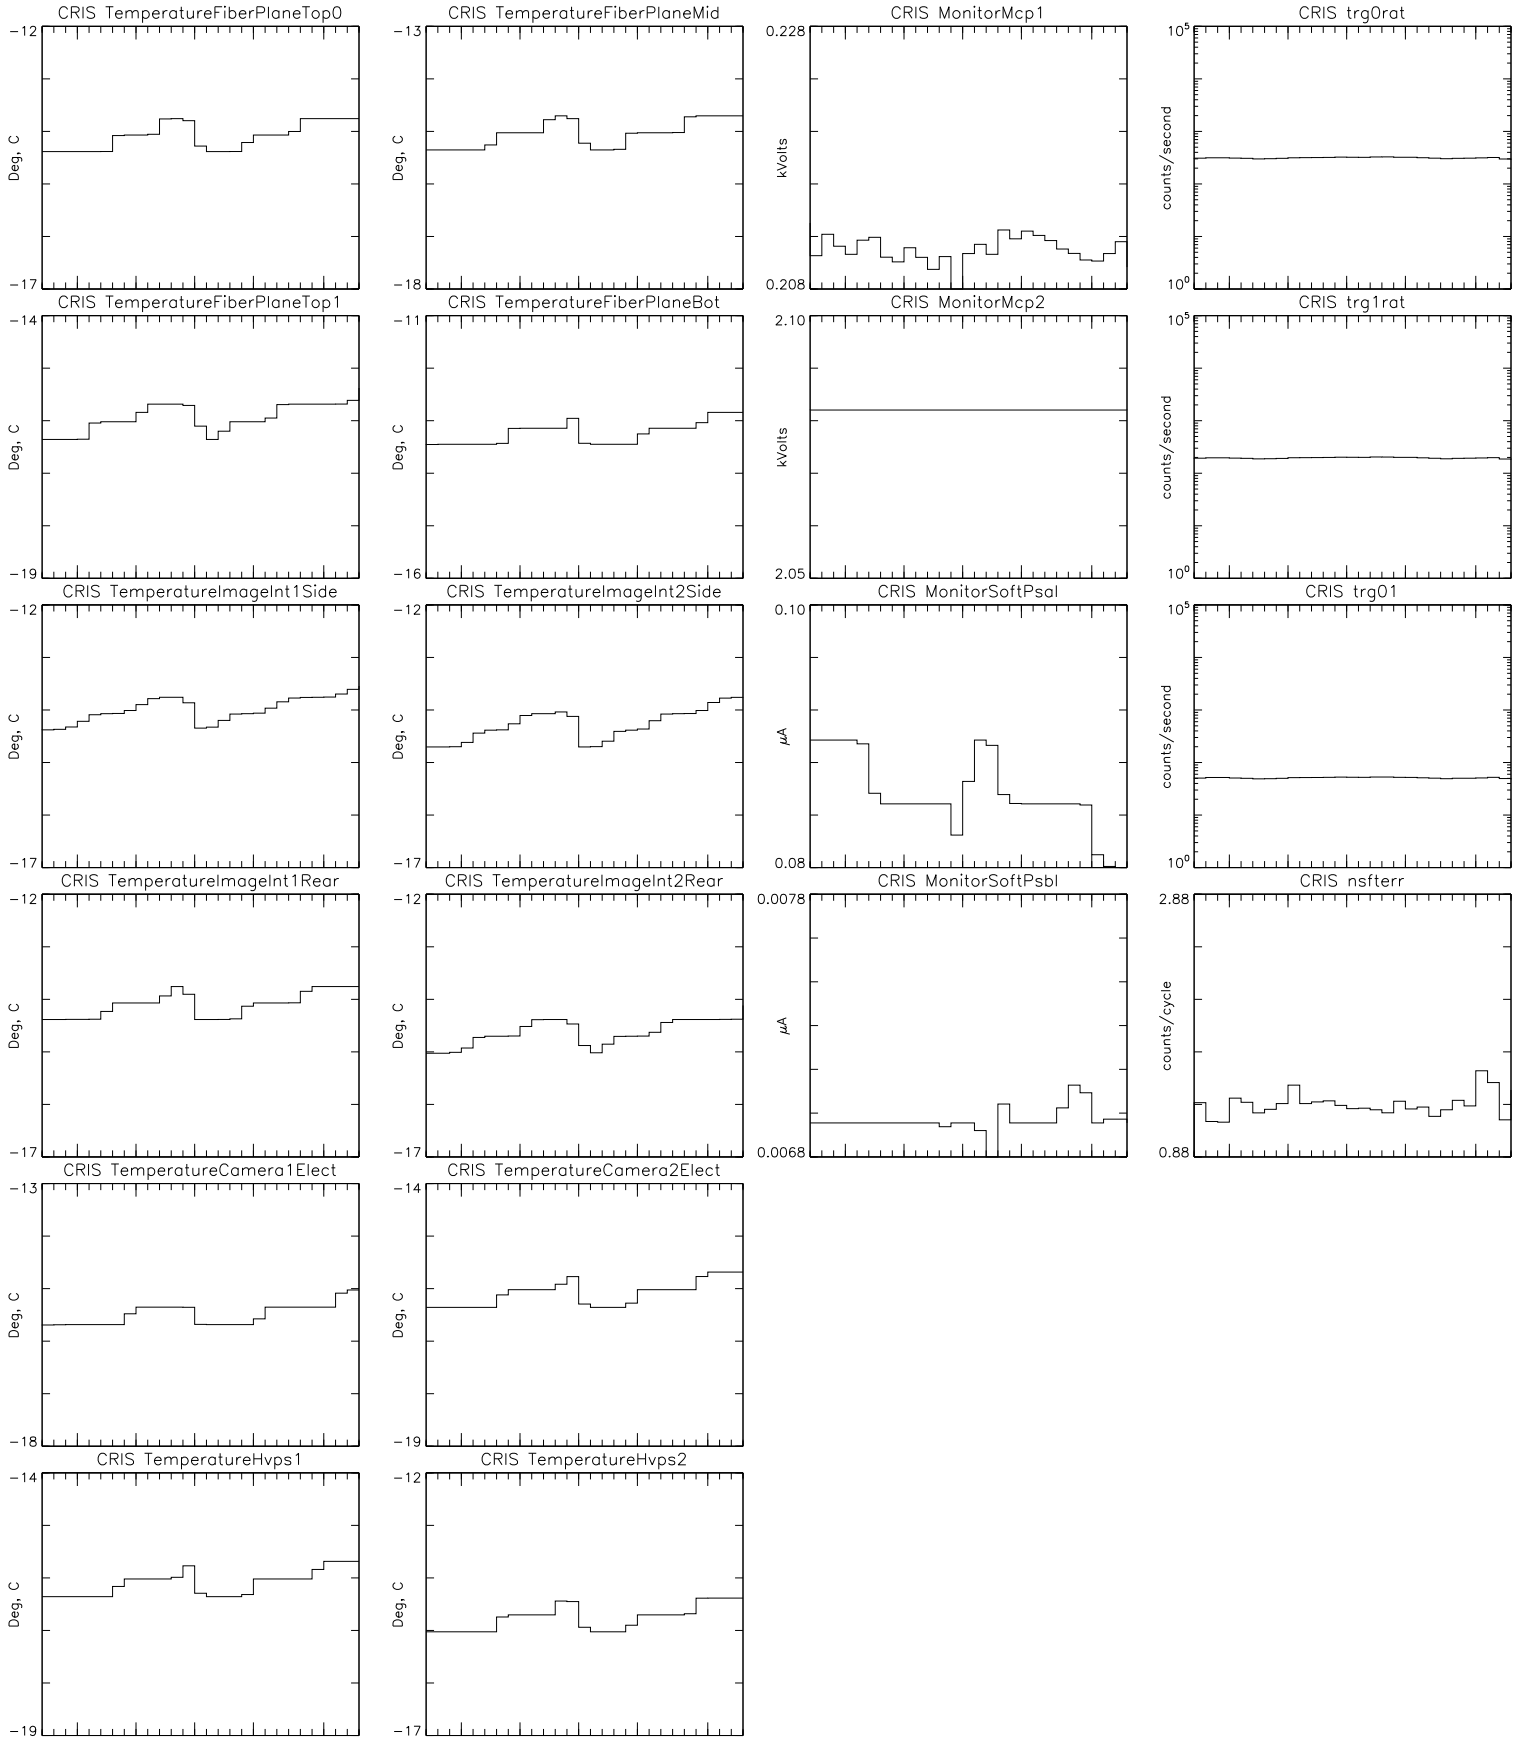 CRIS TemperatureFiberPlaneTop0
-12
Deg, C
-17
CRIS TemperatureFiberPlaneMid
-13
Deg, C
-18
CRIS MonitorMcp1
0.228
kVolts
0.208
CRIS trg0rat
10⁵
counts/second
10⁰
CRIS TemperatureFiberPlaneTop1
-14
Deg, C
-19
CRIS TemperatureFiberPlaneBot
-11
Deg, C
-16
CRIS MonitorMcp2
2.10
kVolts
2.05
CRIS trg1rat
10⁵
counts/second
10⁰
CRIS TemperatureImageInt1Side
-12
Deg, C
-17
CRIS TemperatureImageInt2Side
-12
Deg, C
-17
CRIS MonitorSoftPsaI
0.10
μA
0.08
CRIS trg01
10⁵
counts/second
10⁰
CRIS TemperatureImageInt1Rear
-12
Deg, C
-17
CRIS TemperatureImageInt2Rear
-12
Deg, C
-17
CRIS MonitorSoftPsbI
0.0078
μA
0.0068
CRIS nsfterr
2.88
counts/cycle
0.88
CRIS TemperatureCamera1Elect
-13
Deg, C
-18
CRIS TemperatureCamera2Elect
-14
Deg, C
-19
CRIS TemperatureHvps1
-14
Deg, C
-19
CRIS TemperatureHvps2
-12
Deg, C
-17